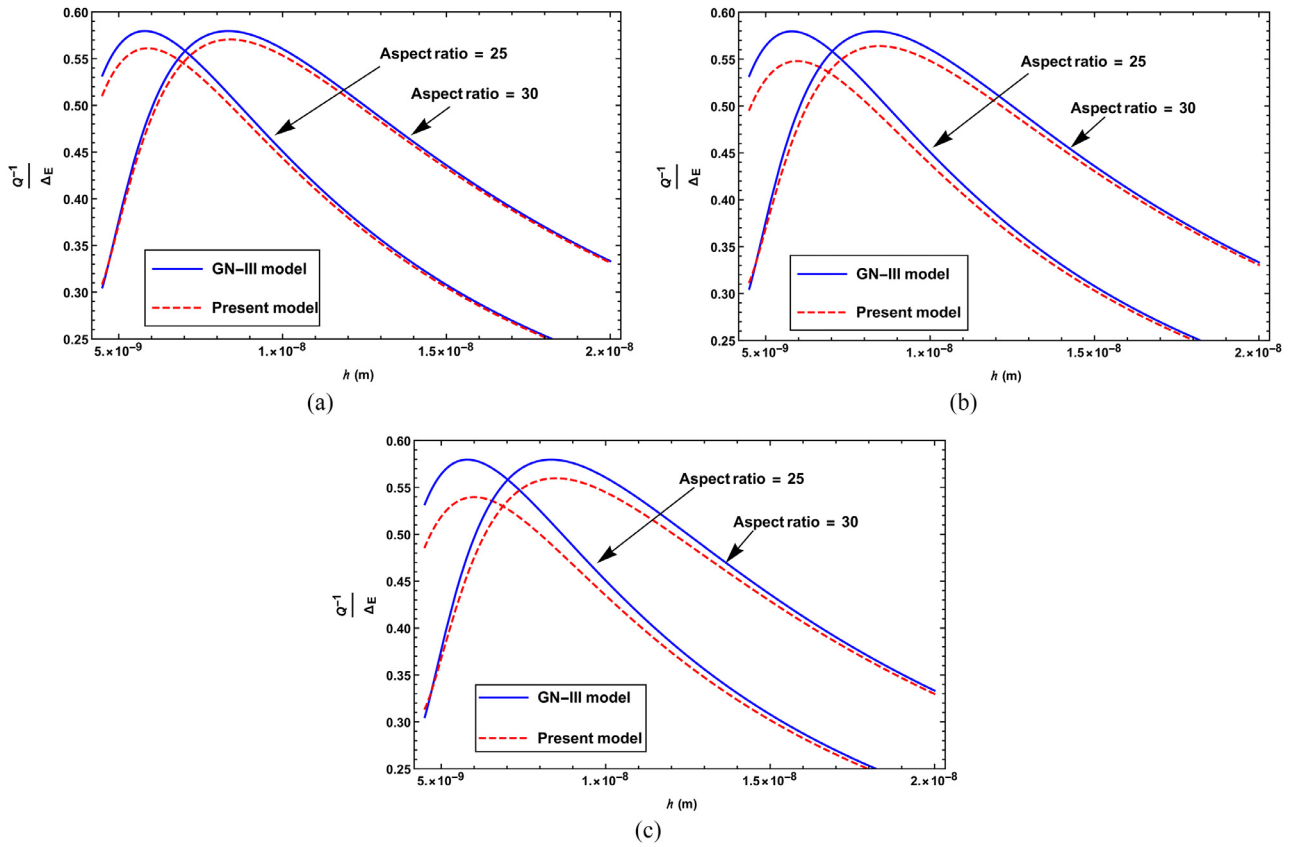 0.60
0.55
0.50
0.45
0.40
0.35
0.30
0.25
Q⁻¹
Δ_E
Aspect ratio = 25
Aspect ratio = 30
GN–III model
Present model
5.×10⁻⁹ 1.×10⁻⁸ 1.5×10⁻⁸ 2.×10⁻⁸
h (m)
(a)
0.60
0.55
0.50
0.45
0.40
0.35
0.30
0.25
Q⁻¹
Δ_E
Aspect ratio = 25
Aspect ratio = 30
GN–III model
Present model
5.×10⁻⁹ 1.×10⁻⁸ 1.5×10⁻⁸ 2.×10⁻⁸
h (m)
(b)
0.60
0.55
0.50
0.45
0.40
0.35
0.30
0.25
Q⁻¹
Δ_E
Aspect ratio = 25
Aspect ratio = 30
GN–III model
Present model
5.×10⁻⁹ 1.×10⁻⁸ 1.5×10⁻⁸ 2.×10⁻⁸
h (m)
(c)